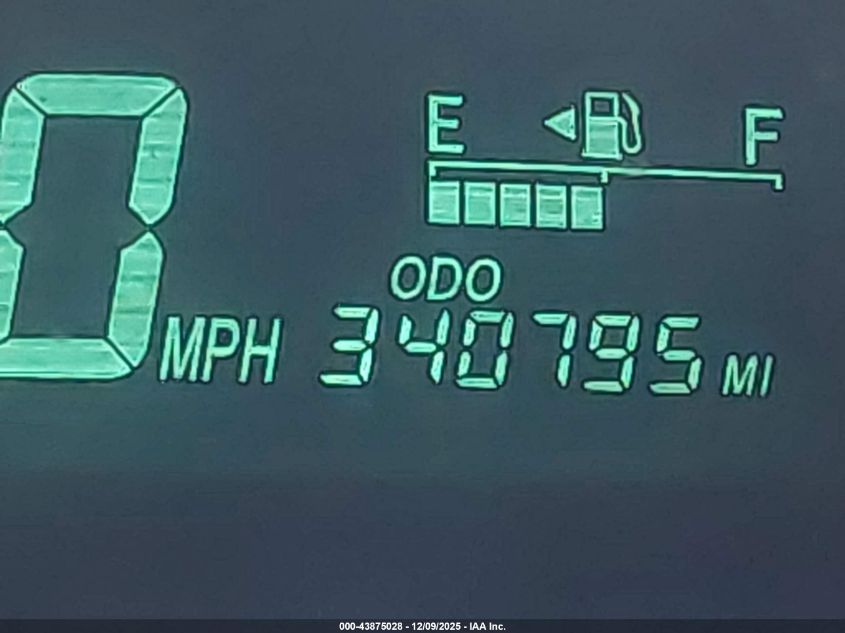 E F
ODO
0 MPH 340795 MI
000-43875028 - 12/09/2025 - IAA Inc.